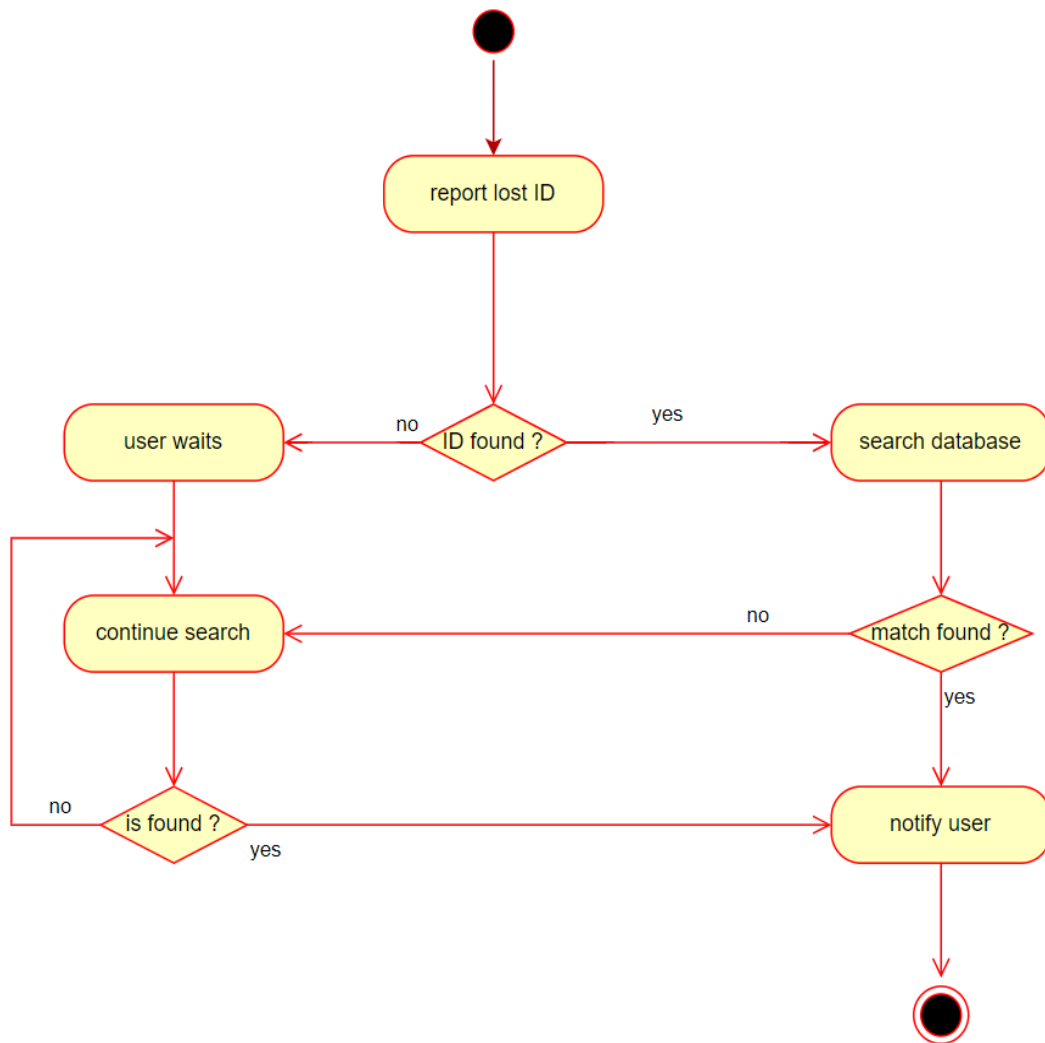 report lost ID
user waits
no
ID found ?
yes
search database
continue search
no
match found ?
yes
no
is found ?
yes
notify user